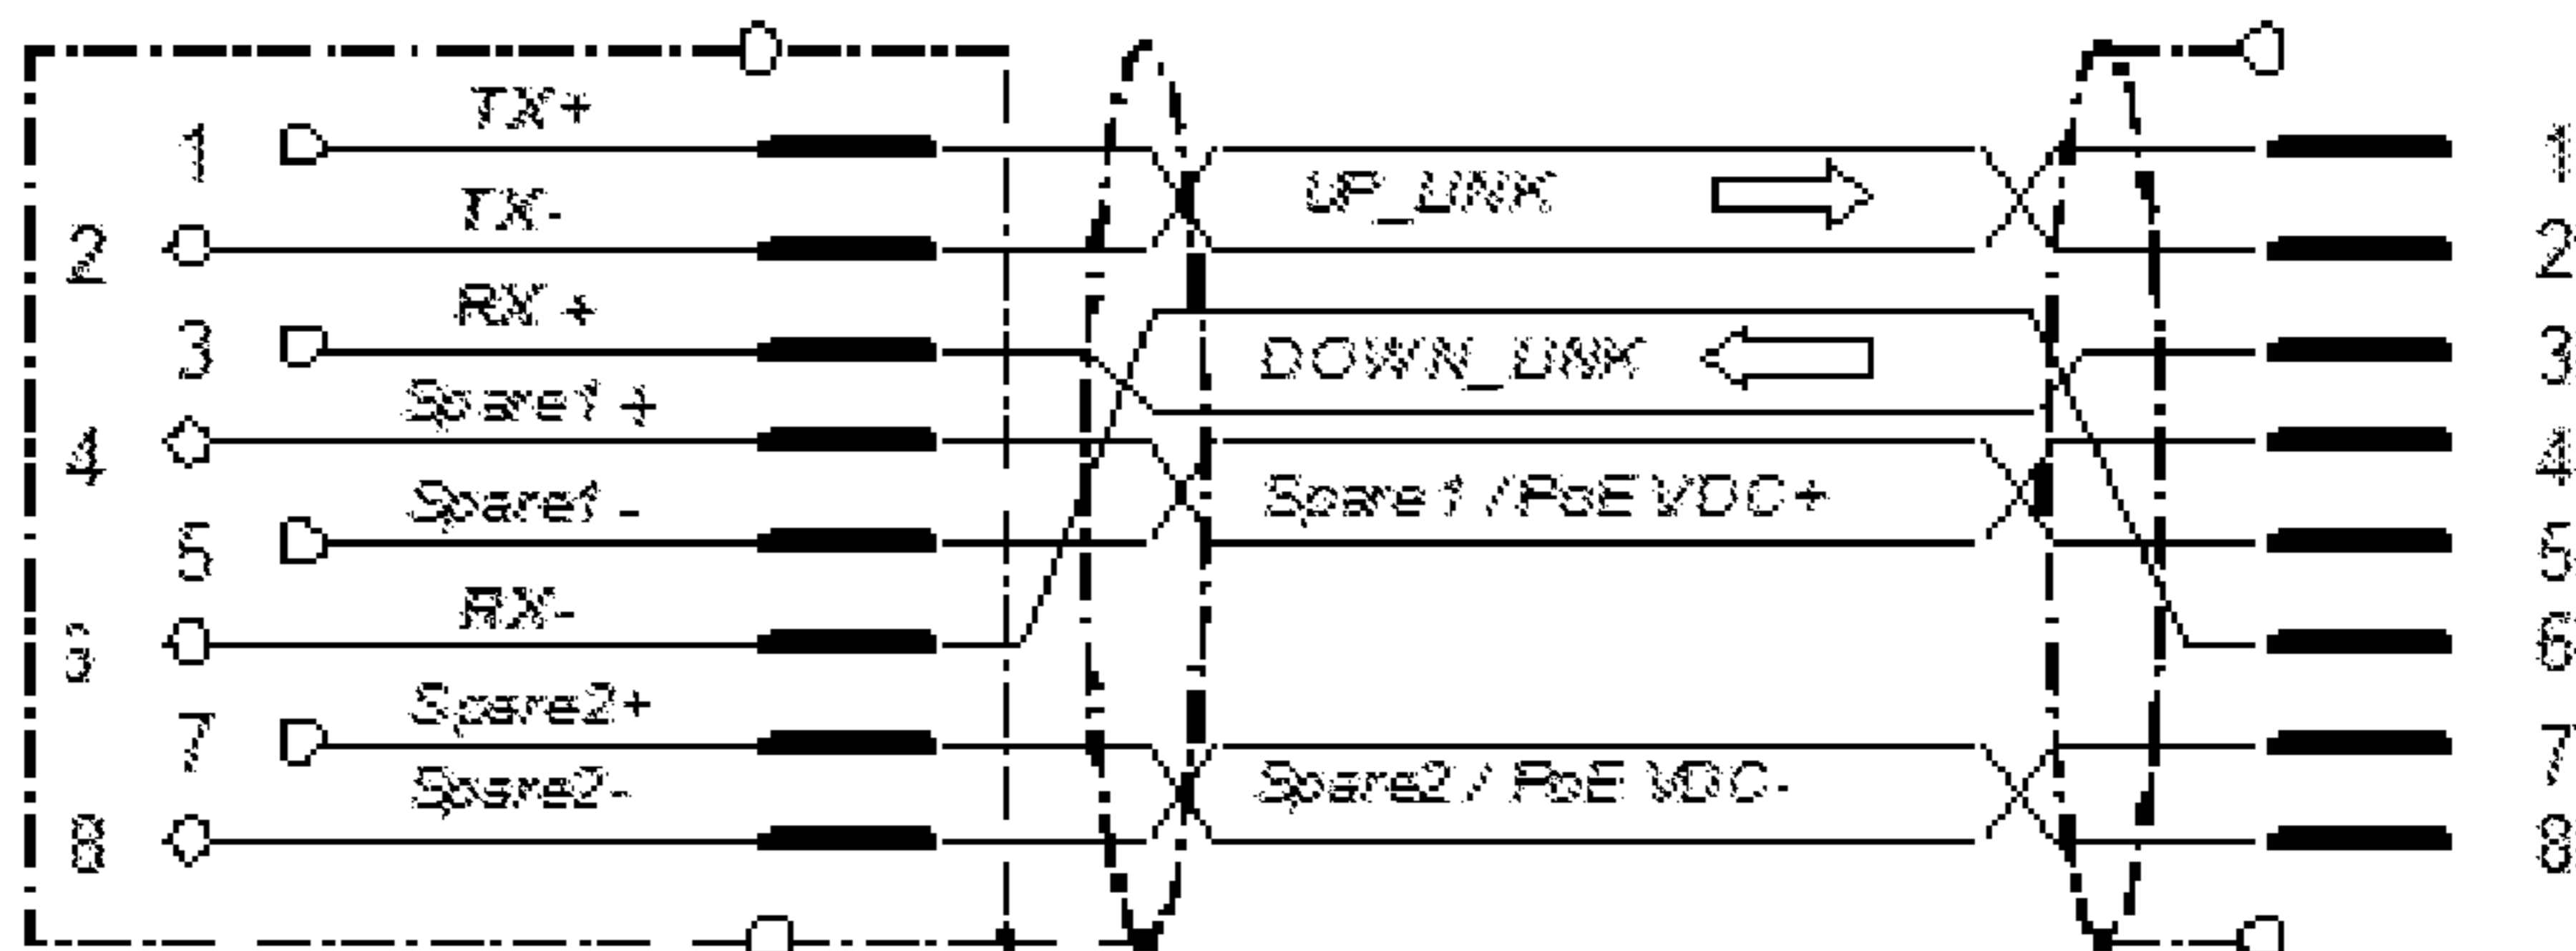 TX+
1 1
TX-
UP_LINK
2 2
RX +
3 DOWN_LINK 3
Spare1 +
4 4
Spare1 -
Spare 1 / PoE VDC+
5 5
RX-
6 6
Spare2+
7 7
Spare2-
Spare2 / PoE VDC-
8 8